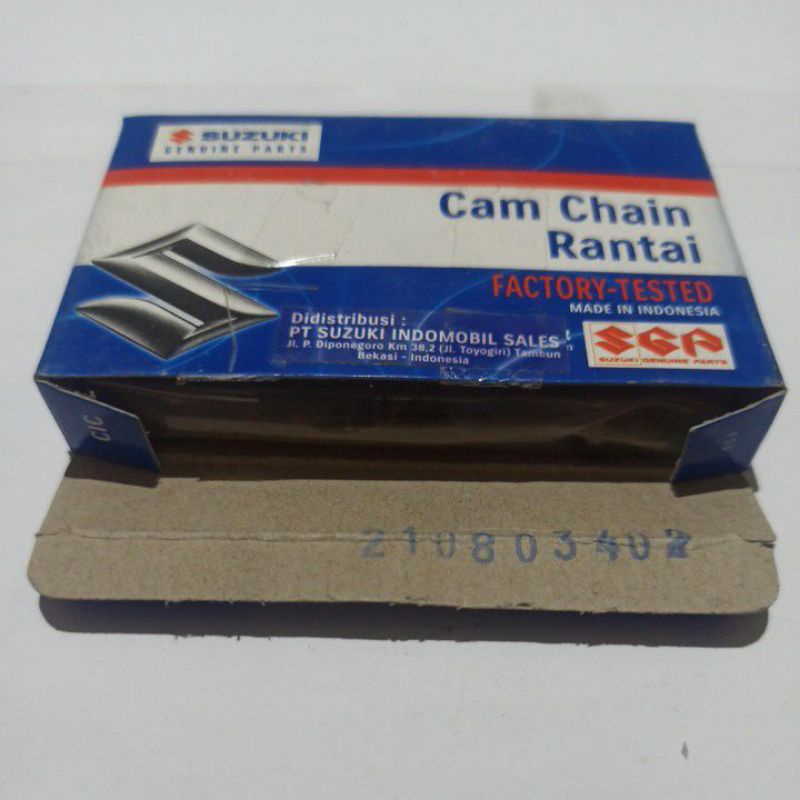 SUZUKI
GENUINE PARTS
Cam Chain
Rantai
FACTORY-TESTED
MADE IN INDONESIA
Didistribusi :
PT SUZUKI INDOMOBIL SALES
Jl. P. Diponegoro Km 38,2 (Jl. Toyogiri) Tambun
Bekasi - Indonesia
SGP
SUZUKI GENUINE PARTS
CIC
210803402